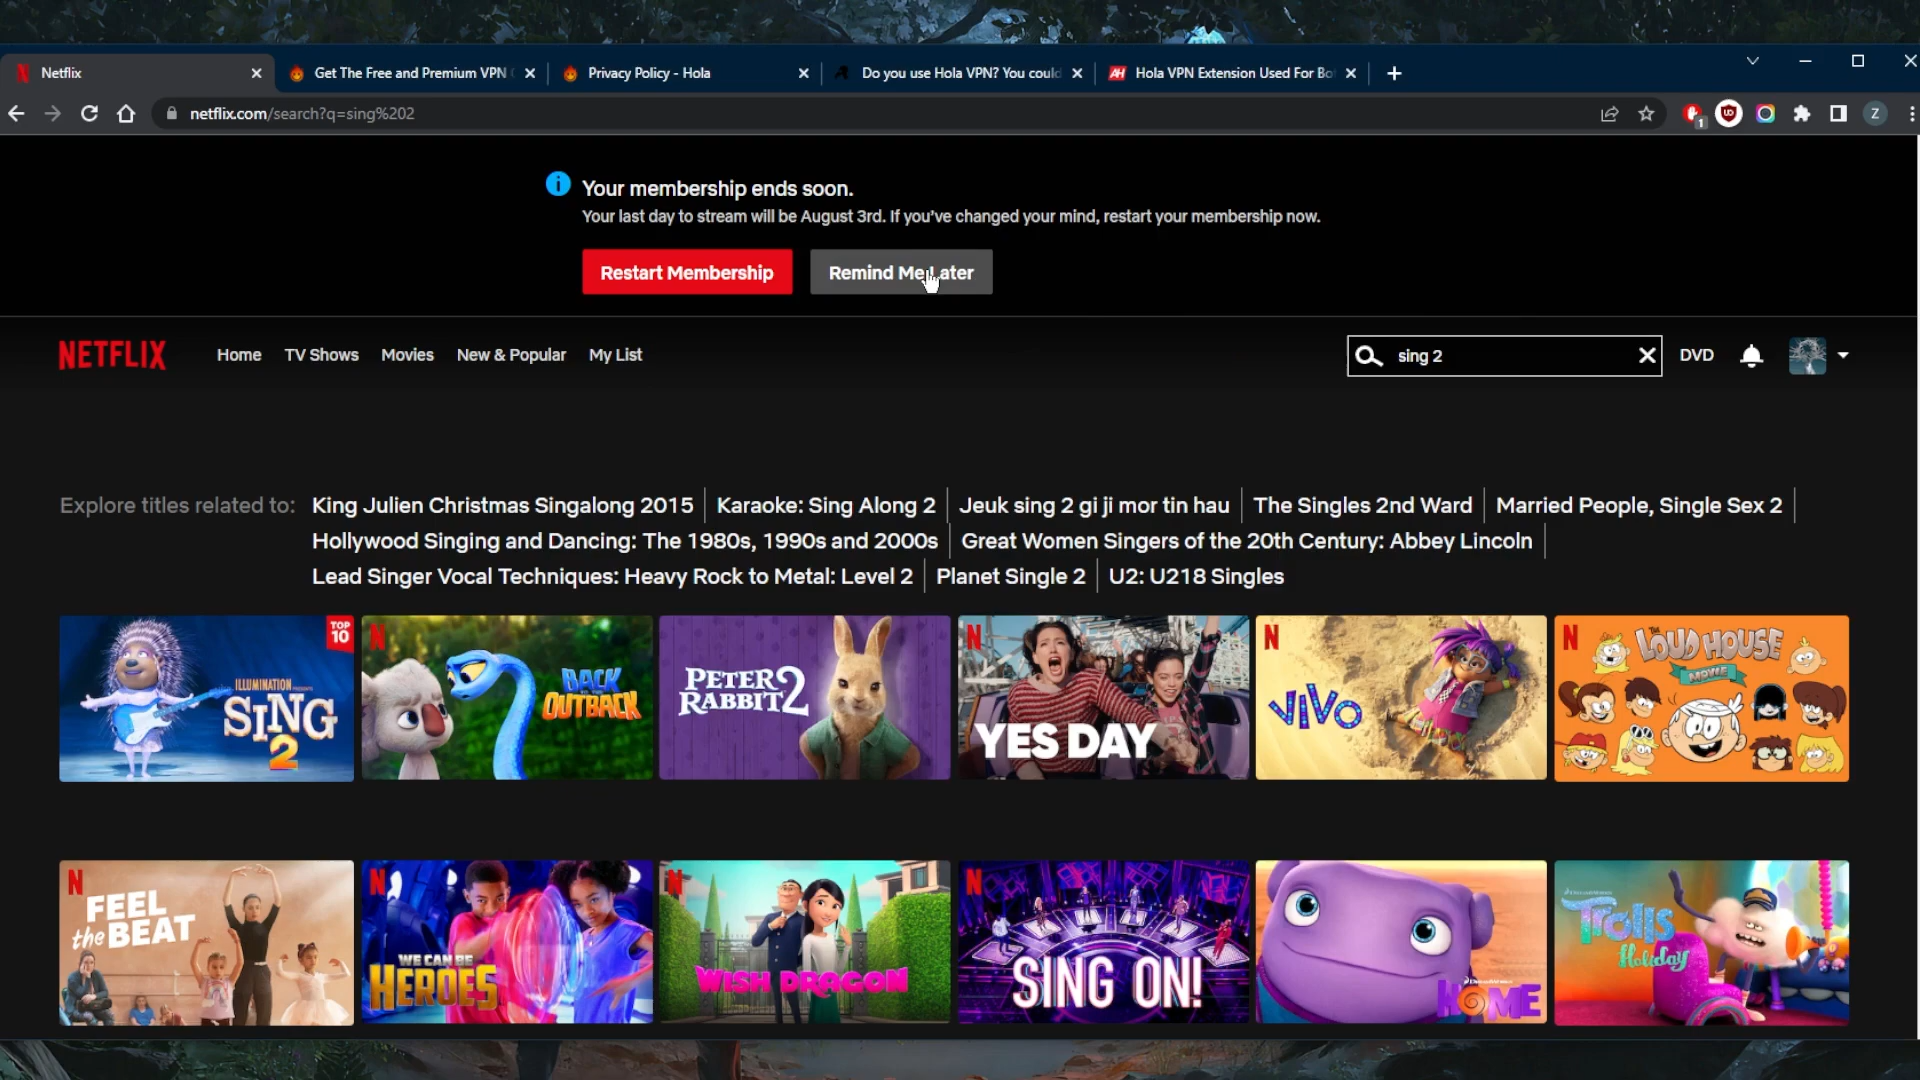 Netflix
Get The Free and Premium VPN
Privacy Policy - Hola
Do you use Hola VPN? You could
AH
Hola VPN Extension Used For Bot
netflix.com/search?q=sing%202
1
Z
Your membership ends soon.
Your last day to stream will be August 3rd. If you've changed your mind, restart your membership now.
Restart Membership
Remind Me Later
NETFLIX
Home
TV Shows
Movies
New & Popular
My List
sing 2
DVD
Explore titles related to:
King Julien Christmas Singalong 2015
Karaoke: Sing Along 2
Jeuk sing 2 gi ji mor tin hau
The Singles 2nd Ward
Married People, Single Sex 2
Hollywood Singing and Dancing: The 1980s, 1990s and 2000s
Great Women Singers of the 20th Century: Abbey Lincoln
Lead Singer Vocal Techniques: Heavy Rock to Metal: Level 2
Planet Single 2
U2: U218 Singles
TOP
10
ILLUMINATION
SING
2
N
BACK
OUTBACK
PETER
RABBIT 2
N
YES DAY
N
VIVO
N
THE
LOUD HOUSE
MOVIE
N
FEEL
the BEAT
N
WE CAN BE
HEROES
N
WISH DRAGON
N
SING ON!
HOME
Trolls
Holiday